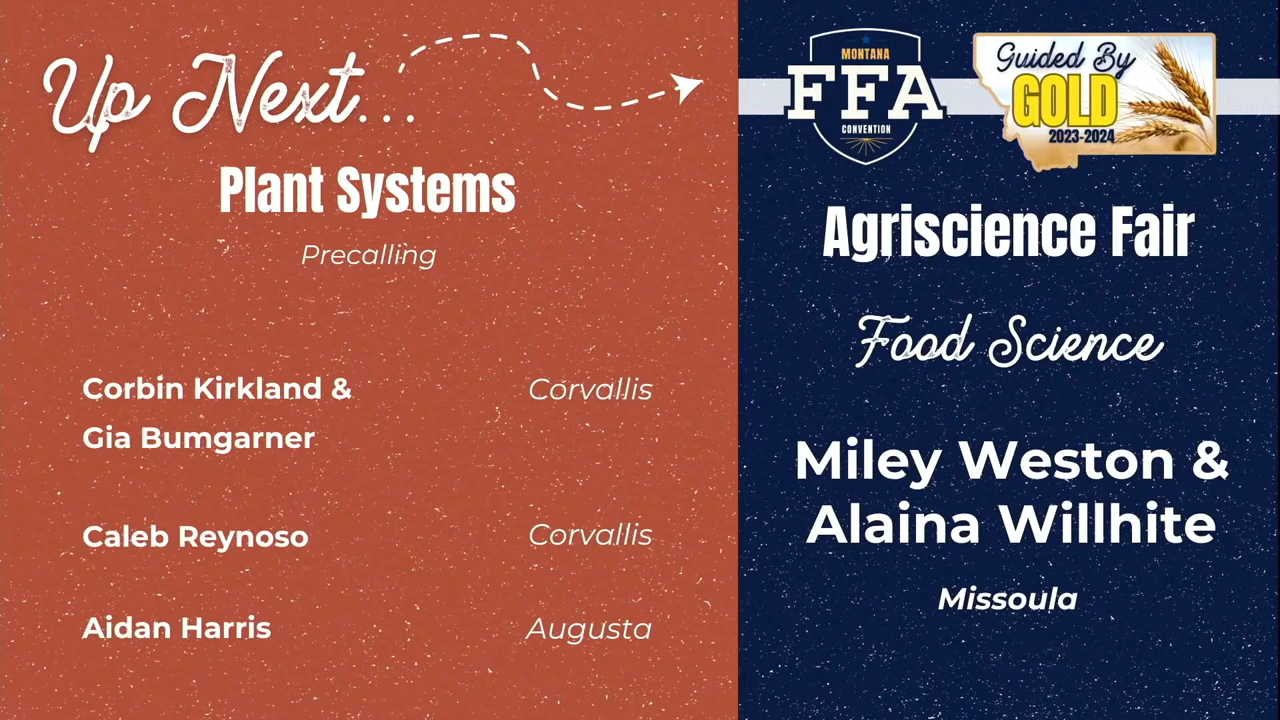 Up Next...
Plant Systems
Precalling
Corbin Kirkland &
Gia Bumgarner
Corvallis
Caleb Reynoso
Corvallis
Aidan Harris
Augusta
MONTANA
FFA
CONVENTION
Guided By
GOLD
2023-2024
Agriscience Fair
Food Science
Miley Weston &
Alaina Willhite
Missoula